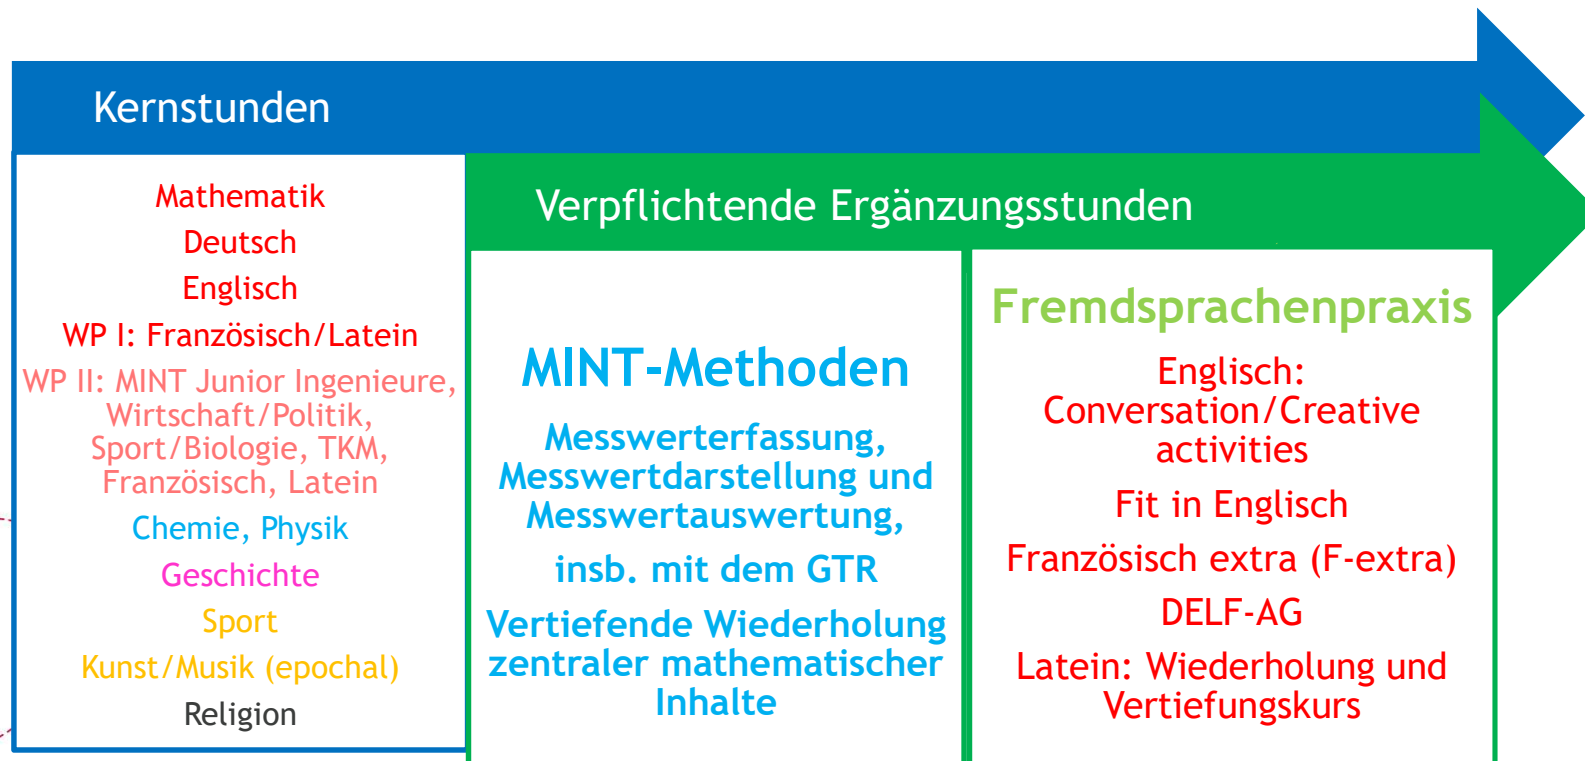 Kernstunden
Mathematik
Deutsch
Englisch
WP I: Französisch/Latein
WP II: MINT Junior Ingenieure,
Wirtschaft/Politik,
Sport/Biologie, TKM,
Französisch, Latein
Chemie, Physik
Geschichte
Sport
Kunst/Musik (epochal)
Religion
Verpflichtende Ergänzungsstunden
MINT-Methoden
Messwerterfassung,
Messwertdarstellung und
Messwertauswertung,
insb. mit dem GTR
Vertiefende Wiederholung
zentraler mathematischer
Inhalte
Fremdsprachenpraxis
Englisch:
Conversation/Creative
activities
Fit in Englisch
Französisch extra (F-extra)
DELF-AG
Latein: Wiederholung und
Vertiefungskurs